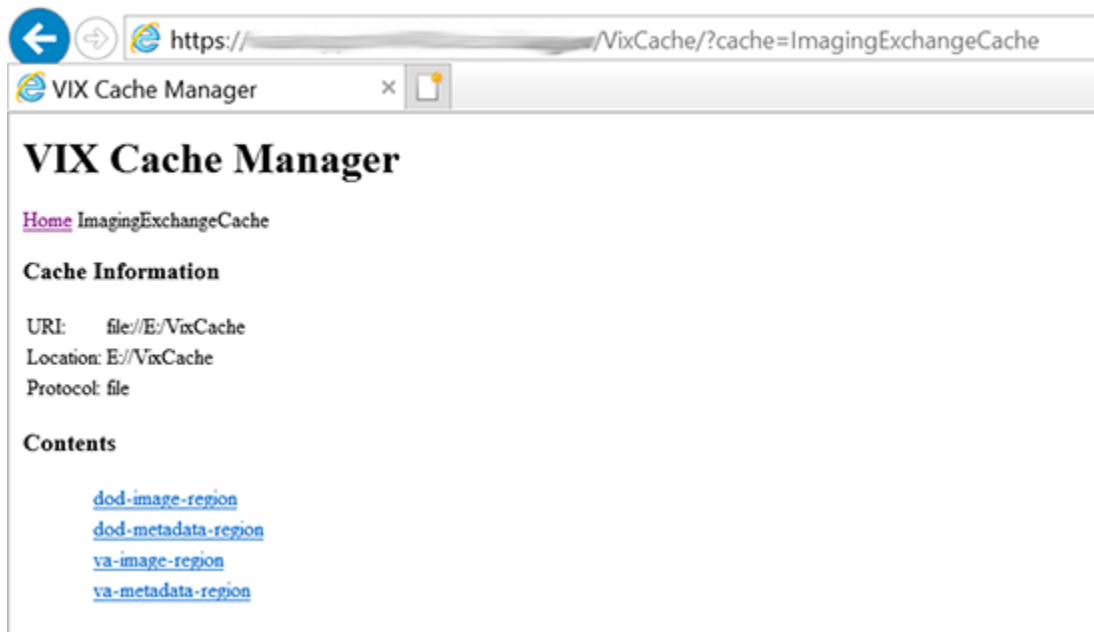 https:// /VixCache/?cache=ImagingExchangeCache
VIX Cache Manager
VIX Cache Manager
Home ImagingExchangeCache
Cache Information
URI: file://E:/VixCache
Location: E://VixCache
Protocol: file
Contents
dod-image-region
dod-metadata-region
va-image-region
va-metadata-region